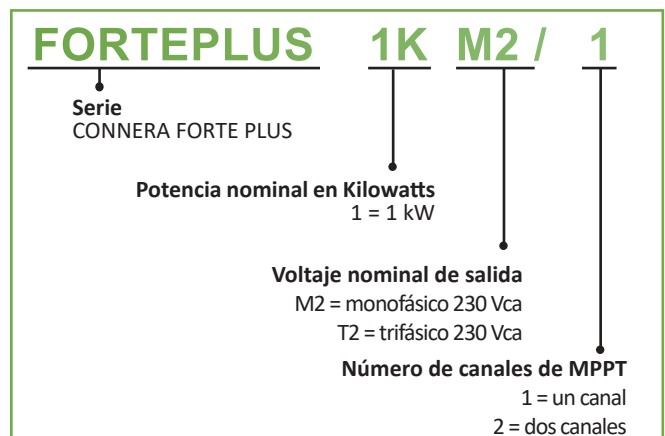 FORTEPLUS 1K M2 / 1
Serie
CONNERA FORTE PLUS
Potencia nominal en Kilowatts
1 = 1 kW
Voltaje nominal de salida
M2 = monofásico 230 Vca
T2 = trifásico 230 Vca
Número de canales de MPPT
1 = un canal
2 = dos canales